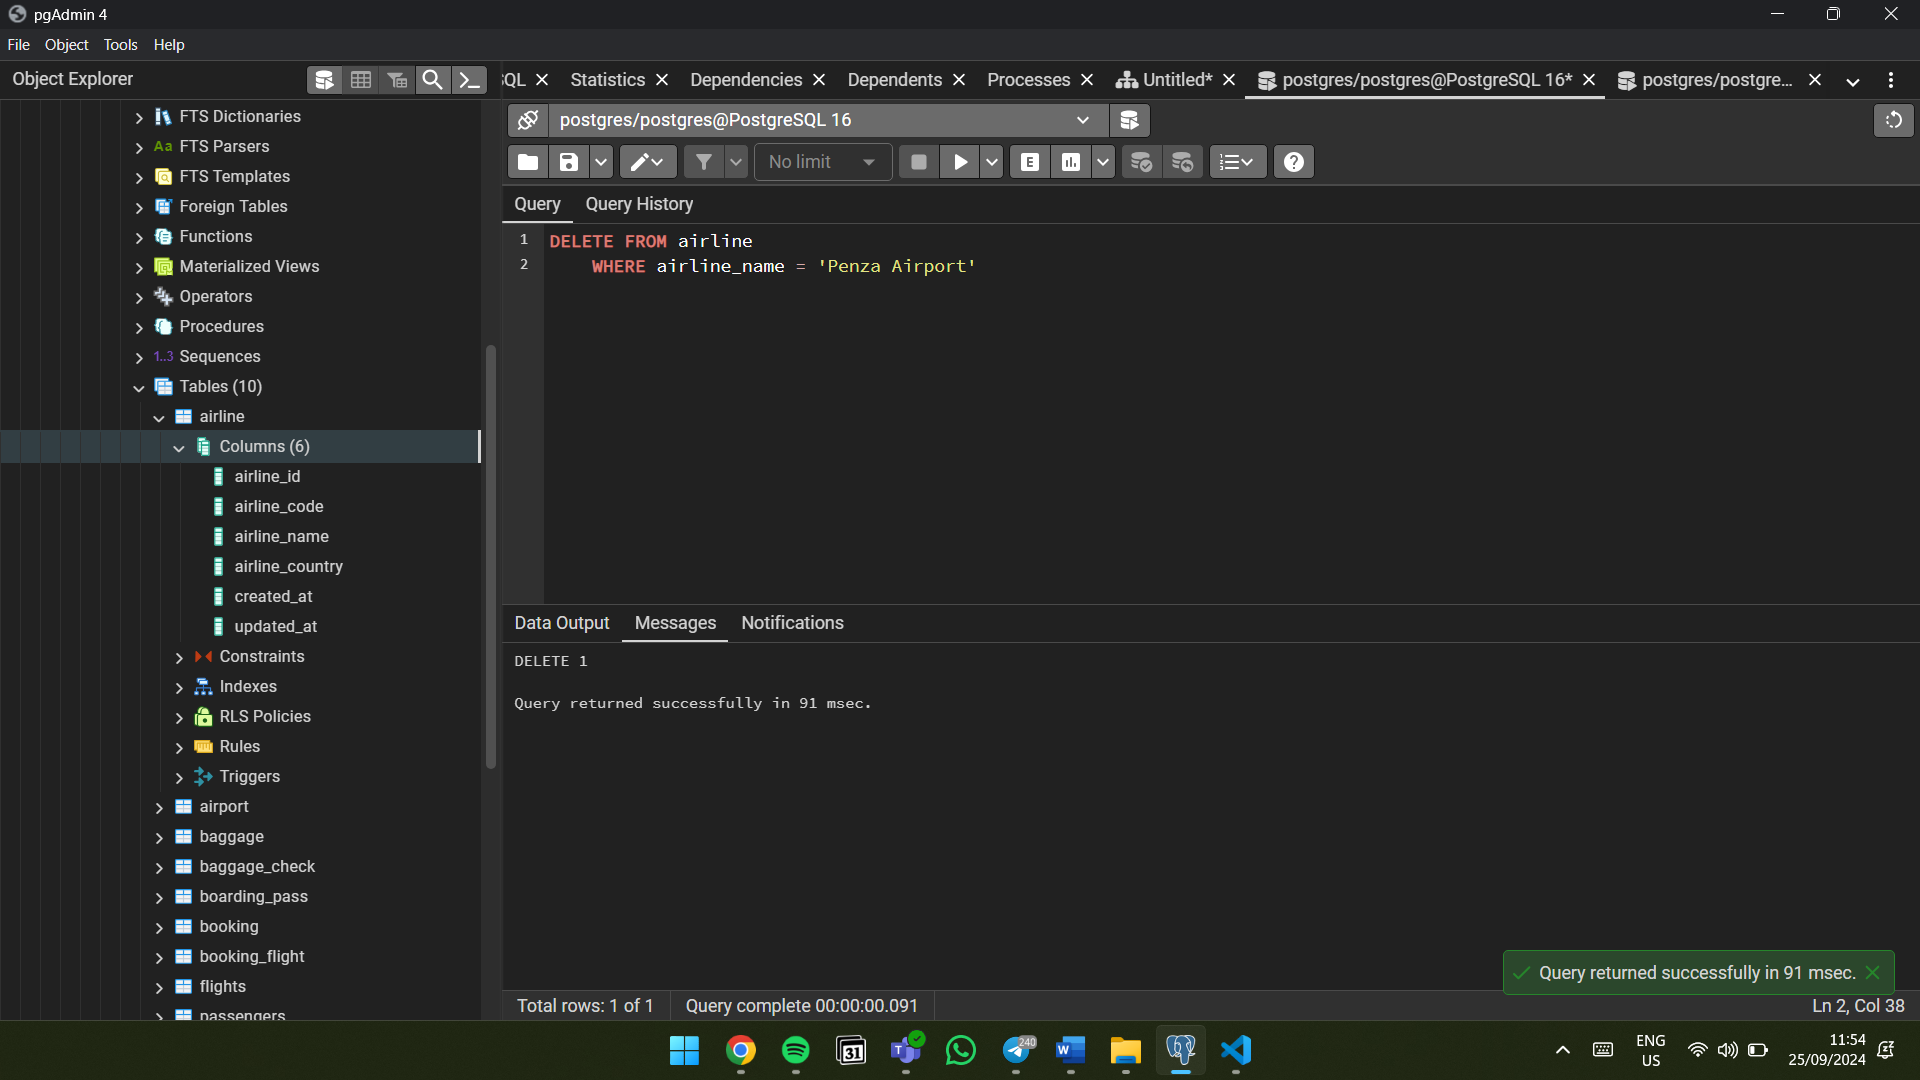 pgAdmin 4
File Object Tools Help
Object Explorer
SQL Statistics Dependencies Dependents Processes Untitled* postgres/postgres@PostgreSQL 16* postgres/postgre...
postgres/postgres@PostgreSQL 16
No limit
E
Query Query History
1 DELETE FROM airline
2 WHERE airline_name = 'Penza Airport'
FTS Dictionaries
Aa FTS Parsers
FTS Templates
Foreign Tables
Functions
Materialized Views
Operators
Procedures
1..3 Sequences
Tables (10)
airline
Columns (6)
airline_id
airline_code
airline_name
airline_country
created_at
updated_at
Constraints
Indexes
RLS Policies
Rules
Triggers
airport
baggage
baggage_check
boarding_pass
booking
booking_flight
flights
passengers
Data Output Messages Notifications
DELETE 1
Query returned successfully in 91 msec.
Query returned successfully in 91 msec.
Total rows: 1 of 1 Query complete 00:00:00.091 Ln 2, Col 38
31
T
240
W
ENG
US
11:54
25/09/2024